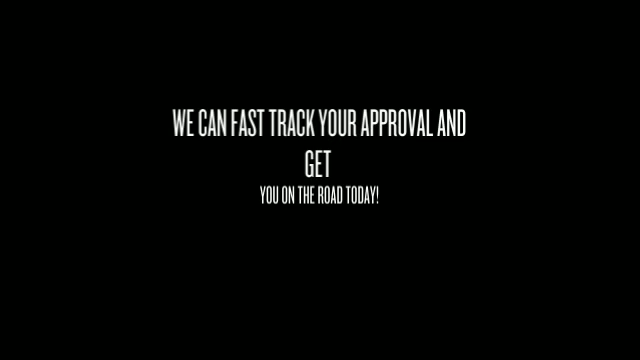 WE CAN FAST TRACK YOUR APPROVAL AND
GET
YOU ON THE ROAD TODAY!